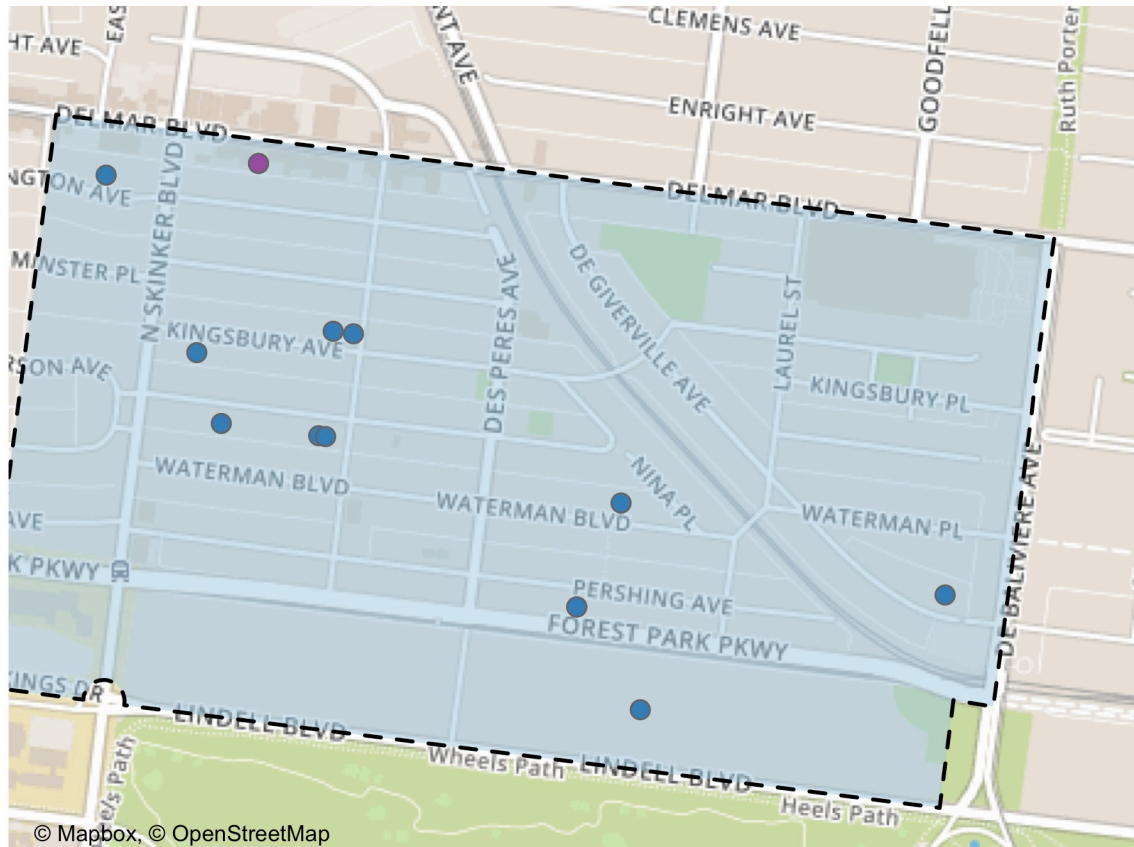 EAS
NT AVE
CLEMENS AVE
GOODFELL
Ruth Porter
HT AVE
ENRIGHT AVE
DELMAR BLVD
NGTON AVE
N SKINKER BLVD
DELMAR BLVD
MINSTER PL
DES PERES AVE
DE GIVERVILLE AVE
LAUREL ST
KINGSBURY AVE
RSON AVE
KINGSBURY PL
WATERMAN BLVD
NINA PL
WATERMAN BLVD
WATERMAN PL
DE BALIVIERE AVE
AVE
K PKWY
PERSHING AVE
FOREST PARK PKWY
KINGS DR
LINDELL BLVD
Wheels Path
LINDELL BLVD
els Path
Heels Path
© Mapbox, © OpenStreetMap